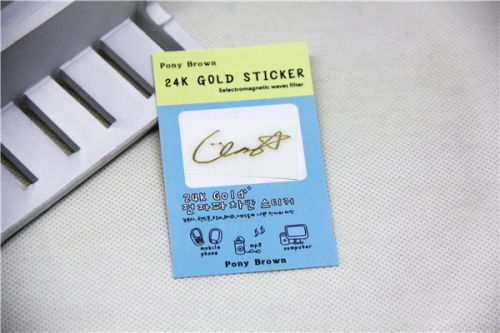 Pony Brown
24K GOLD STICKER
Eelectromagnetic waves filter
24K Gold
전자파 차단 스티커
mobile phone
mp3
computer
Pony Brown